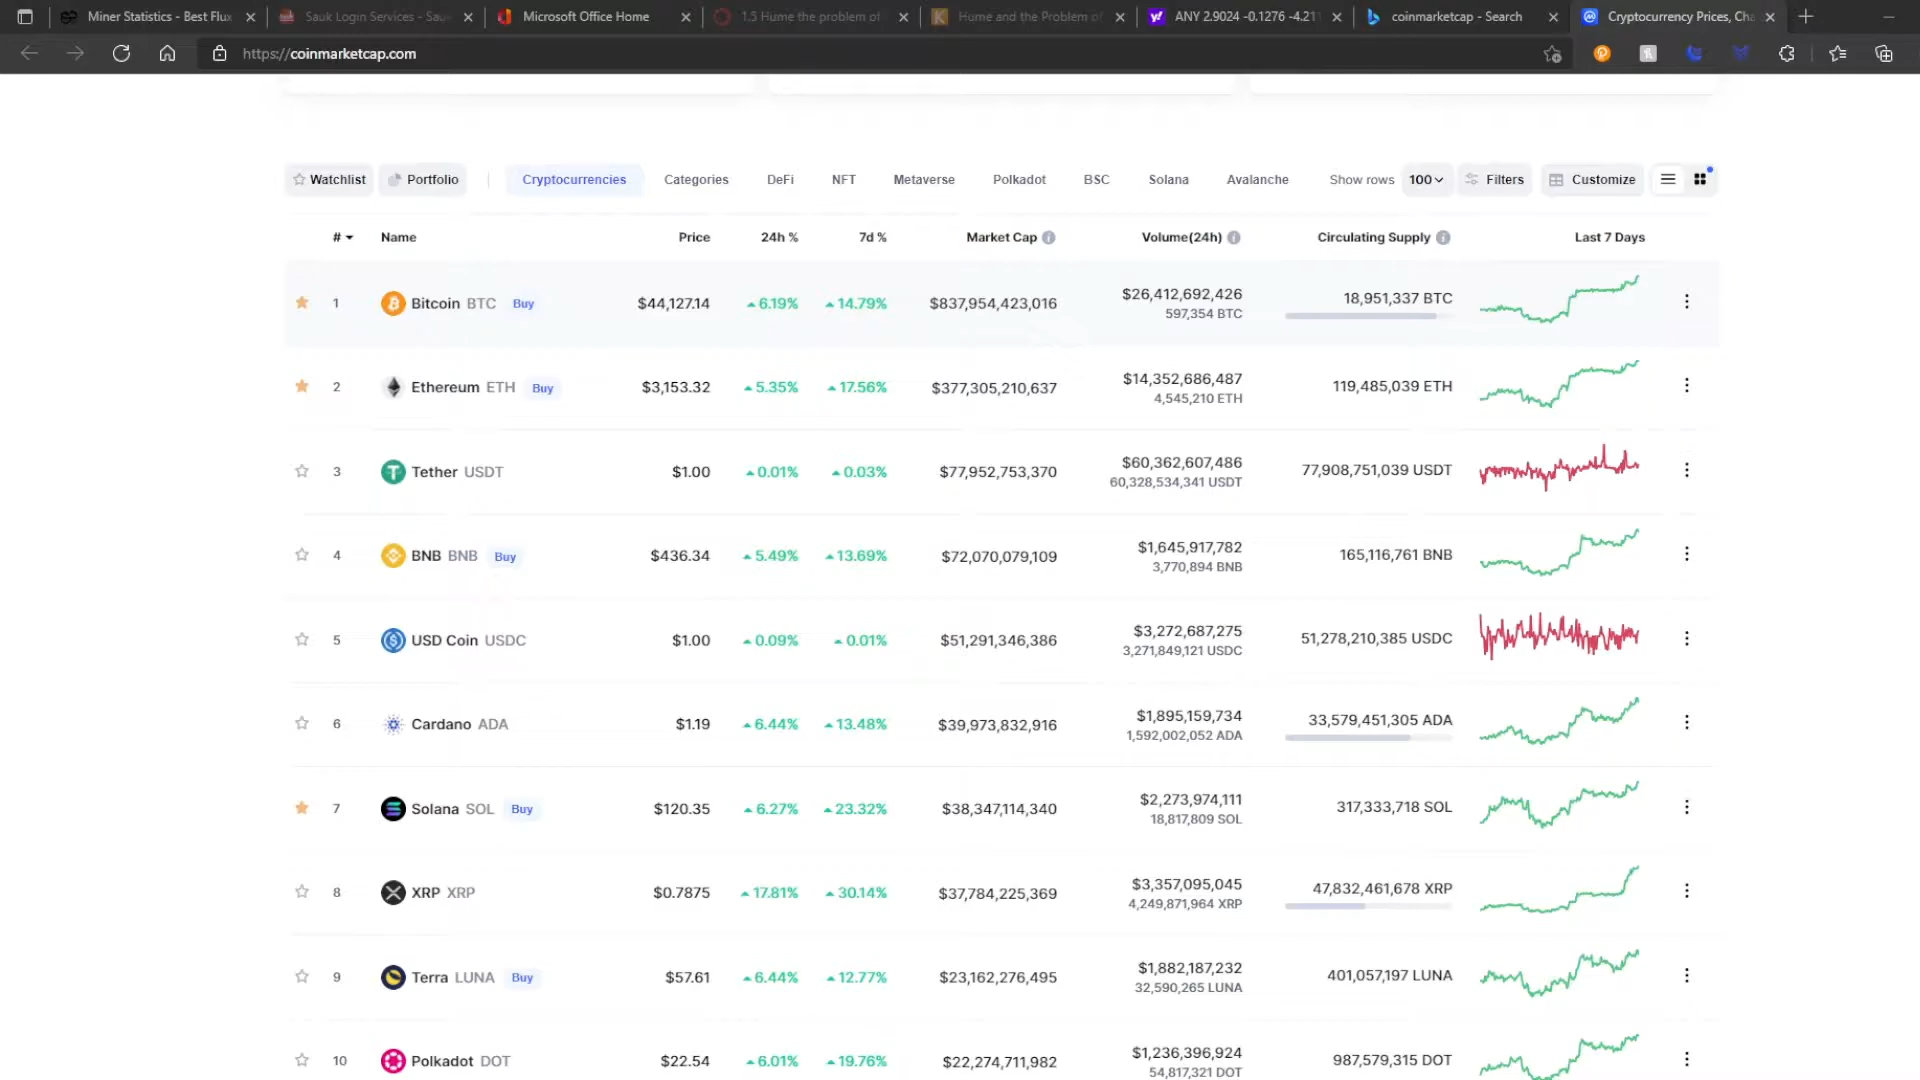 Miner Statistics - Best Flux
Sauk Login Services - Sau
Microsoft Office Home
1.5 Hume the problem of
Hume and the Problem of
ANY 2.9024 -0.1276 -4.21
coinmarketcap - Search
Cryptocurrency Prices, Cha
https://coinmarketcap.com
Watchlist Portfolio Cryptocurrencies Categories DeFi NFT Metaverse Polkadot BSC Solana Avalanche Show rows 100 Filters Customize
# Name Price 24h % 7d % Market Cap Volume(24h) Circulating Supply Last 7 Days
1 Bitcoin BTC Buy $44,127.14 6.19% 14.79% $837,954,423,016 $26,412,692,426 18,951,337 BTC
597,354 BTC
2 Ethereum ETH Buy $3,153.32 5.35% 17.56% $377,305,210,637 $14,352,686,487 119,485,039 ETH
4,545,210 ETH
3 Tether USDT $1.00 0.01% 0.03% $77,952,753,370 $60,362,607,486 77,908,751,039 USDT
60,328,534,341 USDT
4 BNB BNB Buy $436.34 5.49% 13.69% $72,070,079,109 $1,645,917,782 165,116,761 BNB
3,770,894 BNB
5 USD Coin USDC $1.00 0.09% 0.01% $51,291,346,386 $3,272,687,275 51,278,210,385 USDC
3,271,849,121 USDC
6 Cardano ADA $1.19 6.44% 13.48% $39,973,832,916 $1,895,159,734 33,579,451,305 ADA
1,592,002,052 ADA
7 Solana SOL Buy $120.35 6.27% 23.32% $38,347,114,340 $2,273,974,111 317,333,718 SOL
18,817,809 SOL
8 XRP XRP $0.7875 17.81% 30.14% $37,784,225,369 $3,357,095,045 47,832,461,678 XRP
4,249,871,964 XRP
9 Terra LUNA Buy $57.61 6.44% 12.77% $23,162,276,495 $1,882,187,232 401,057,197 LUNA
32,590,265 LUNA
10 Polkadot DOT $22.54 6.01% 19.76% $22,274,711,982 $1,236,396,924 987,579,315 DOT
54,817,321 DOT